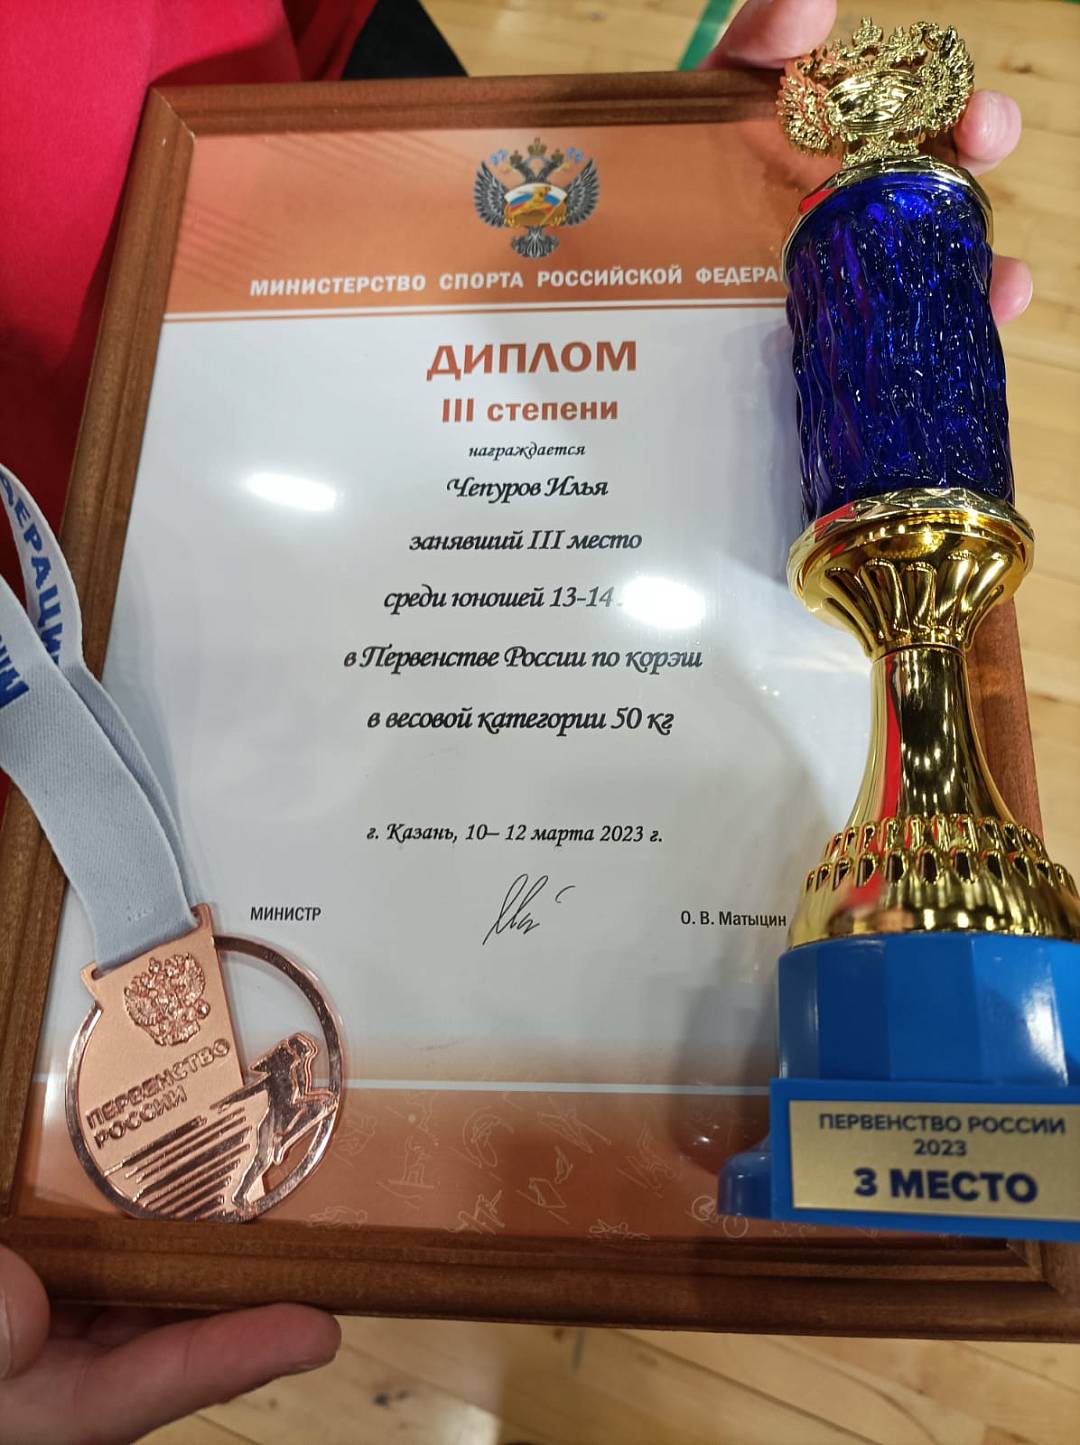 МИНИСТЕРСТВО СПОРТА РОССИЙСКОЙ
ДИПЛОМ
III степени
награждается
Чепуров Илья
занявший III место
среди юношей 13-14
в Первенстве России по корэш
в весовой категории 50 кг
г. Казань, 10– 12 марта 2023 г.
МИНИСТР
О. В. Матыцин
ПЕРВЕНСТВО
РОССИИ
ПЕРВЕНСТВО РОССИИ
2023
3 МЕСТО